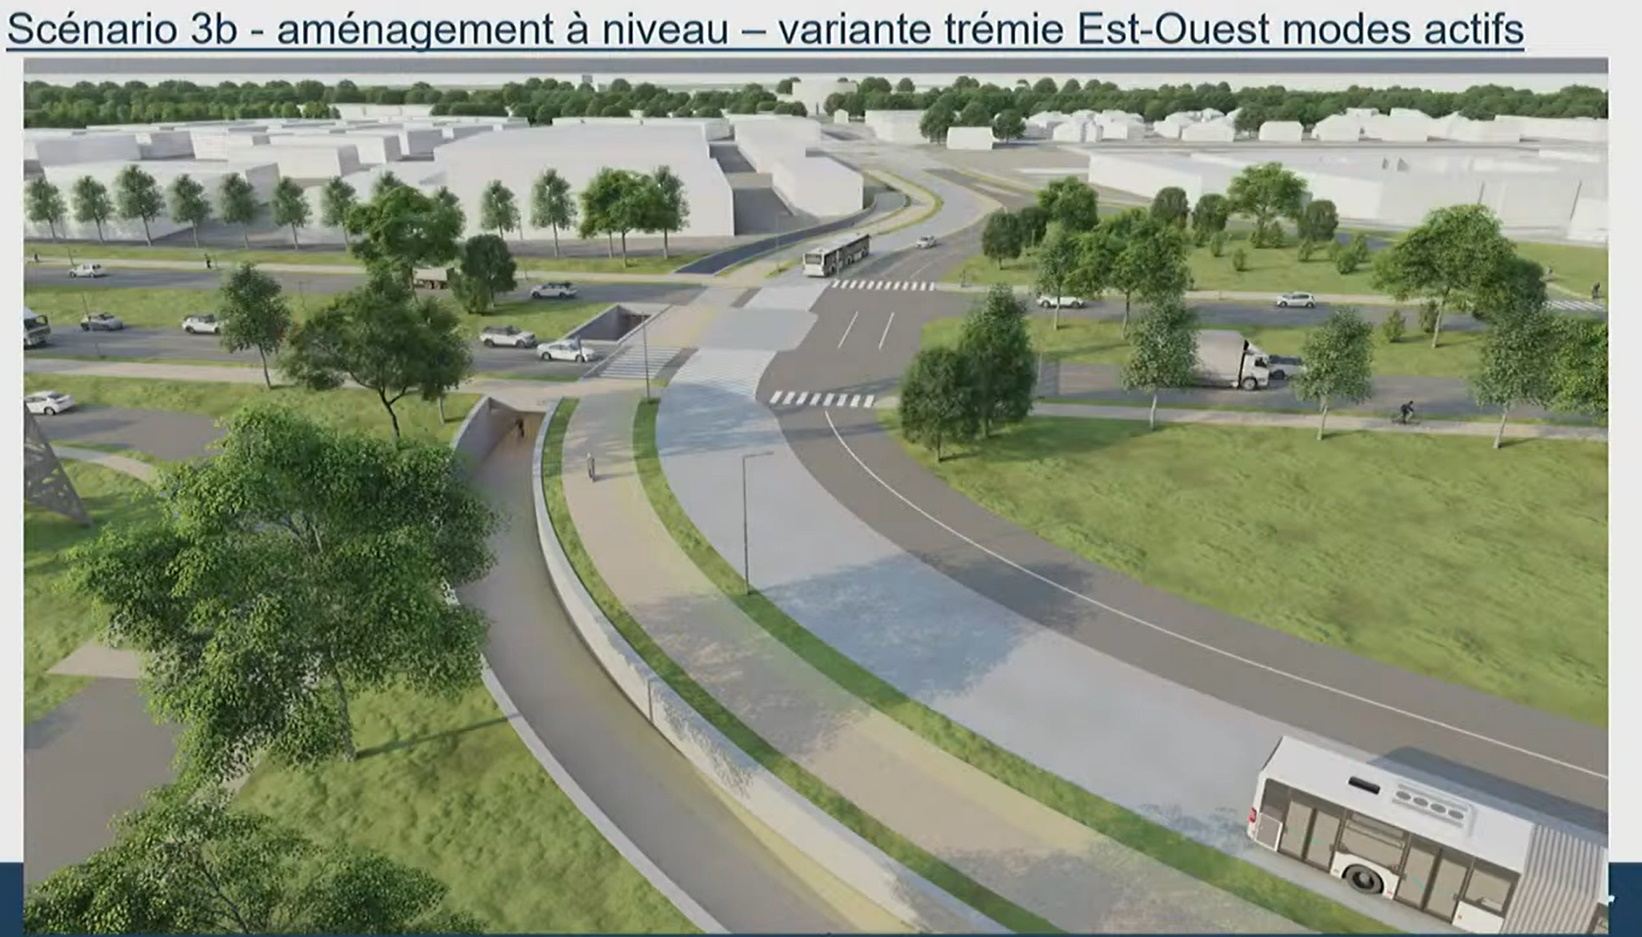 Scénario 3b - aménagement à niveau – variante trémie Est-Ouest modes actifs